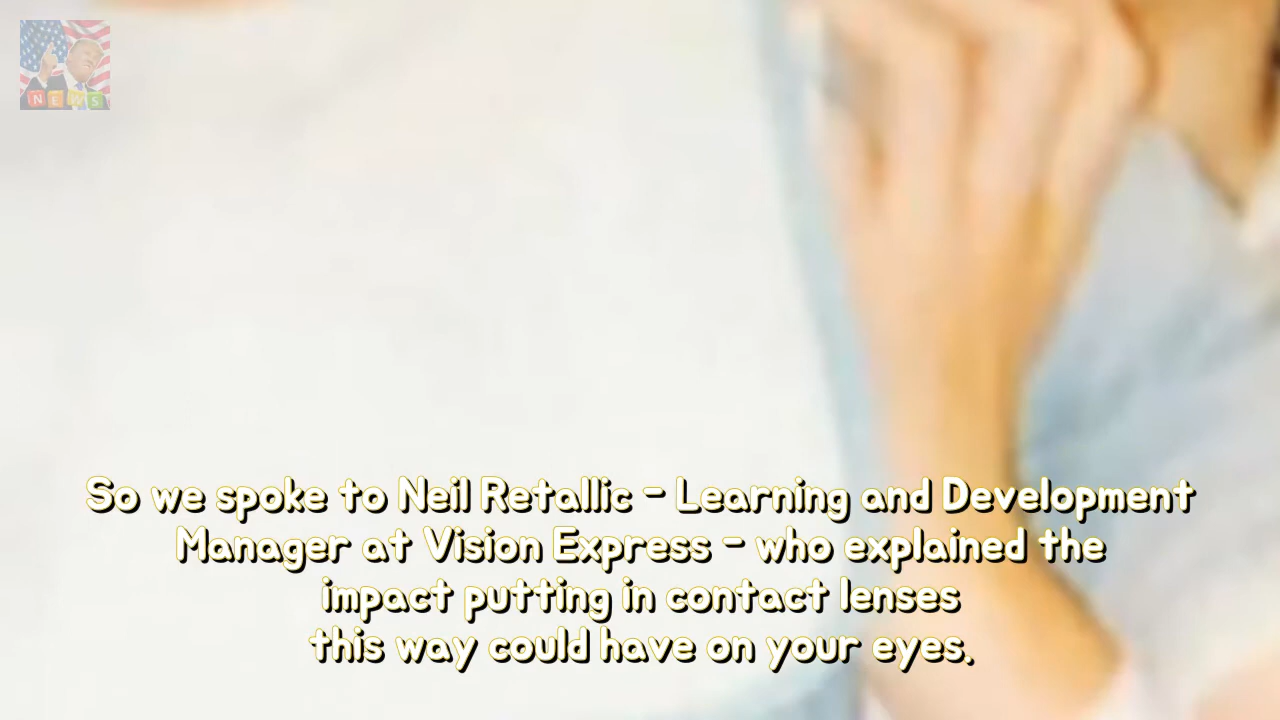 NEWS
So we spoke to Neil Retallic - Learning and Development
Manager at Vision Express - who explained the
impact putting in contact lenses
this way could have on your eyes.